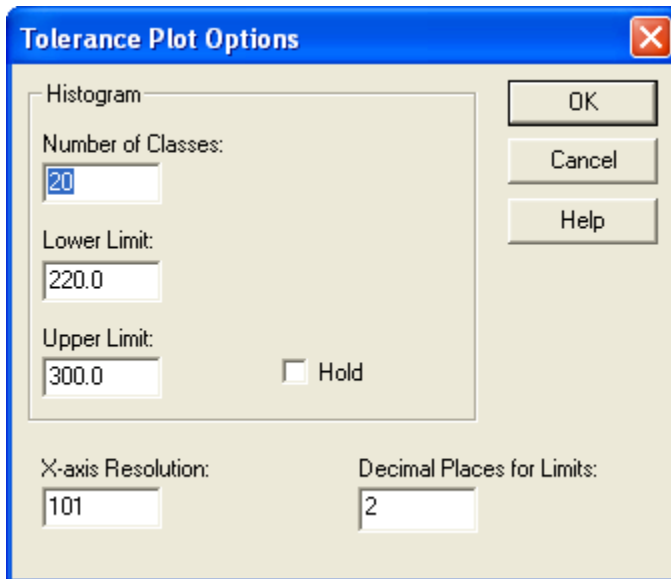 Tolerance Plot Options
Histogram
OK
Number of Classes:
20
Cancel
Help
Lower Limit:
220.0
Upper Limit:
300.0
Hold
X-axis Resolution:
Decimal Places for Limits:
101
2